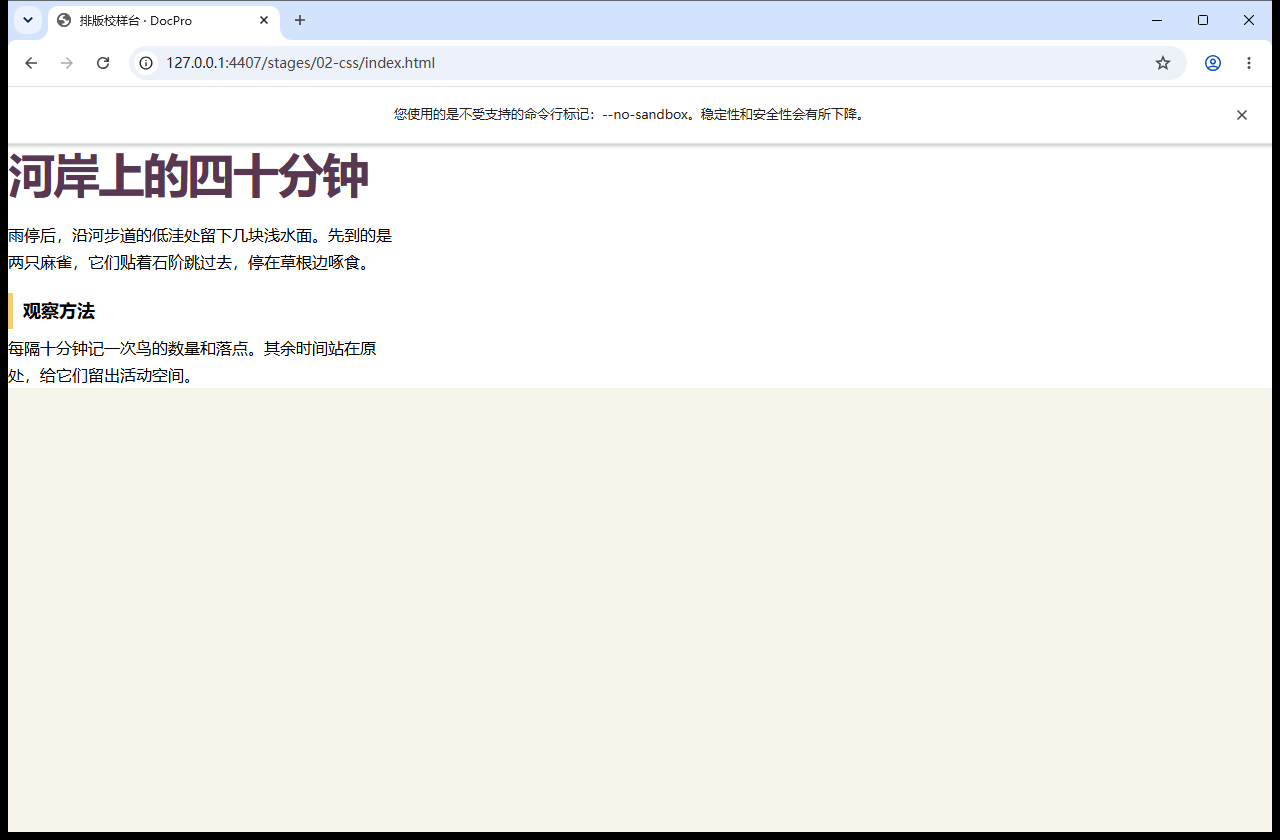 排版校样台 · DocPro
127.0.0.1:4407/stages/02-css/index.html
您使用的是不受支持的命令行标记：--no-sandbox。稳定性和安全性会有所下降。
河岸上的四十分钟
雨停后，沿河步道的低洼处留下几块浅水面。先到的是
两只麻雀，它们贴着石阶跳过去，停在草根边啄食。
观察方法
每隔十分钟记一次鸟的数量和落点。其余时间站在原
处，给它们留出活动空间。